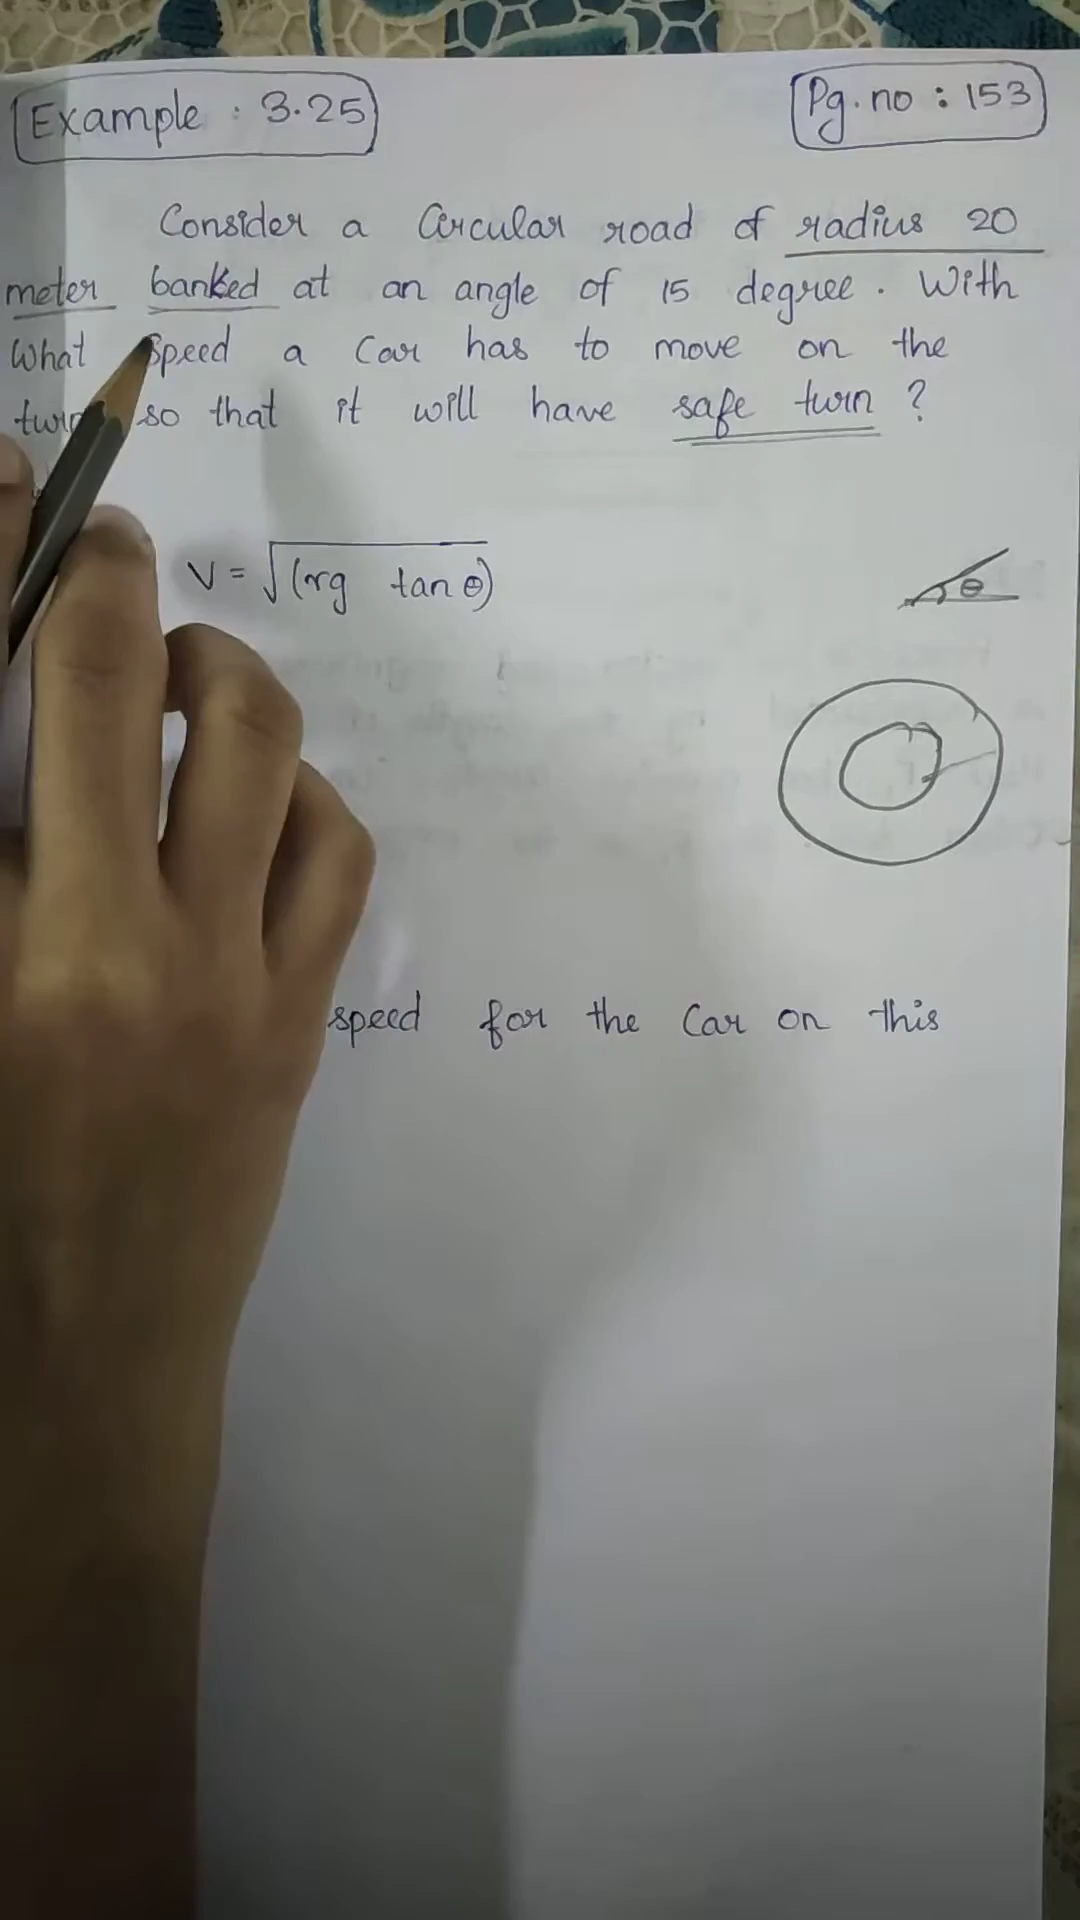 Example : 3.25
Pg. no : 153
Consider a Circular road of radius 20
meter banked at an angle of 15 degree. With
what speed a Car has to move on the
turn so that it will have safe turn ?
V = √(rg tan θ)
θ
speed for the Car on this